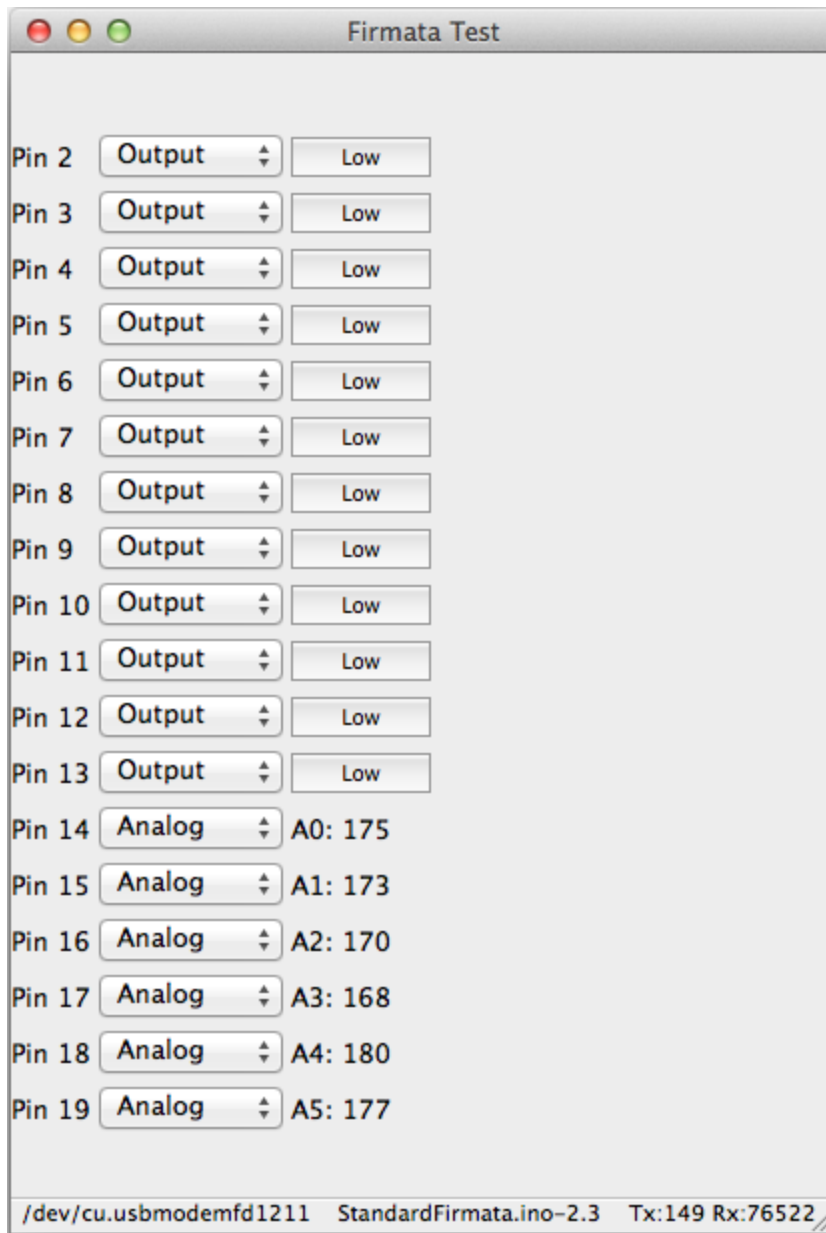 Firmata Test
Pin 2 Output Low
Pin 3 Output Low
Pin 4 Output Low
Pin 5 Output Low
Pin 6 Output Low
Pin 7 Output Low
Pin 8 Output Low
Pin 9 Output Low
Pin 10 Output Low
Pin 11 Output Low
Pin 12 Output Low
Pin 13 Output Low
Pin 14 Analog A0: 175
Pin 15 Analog A1: 173
Pin 16 Analog A2: 170
Pin 17 Analog A3: 168
Pin 18 Analog A4: 180
Pin 19 Analog A5: 177
/dev/cu.usbmodemfd1211 StandardFirmata.ino-2.3 Tx:149 Rx:76522